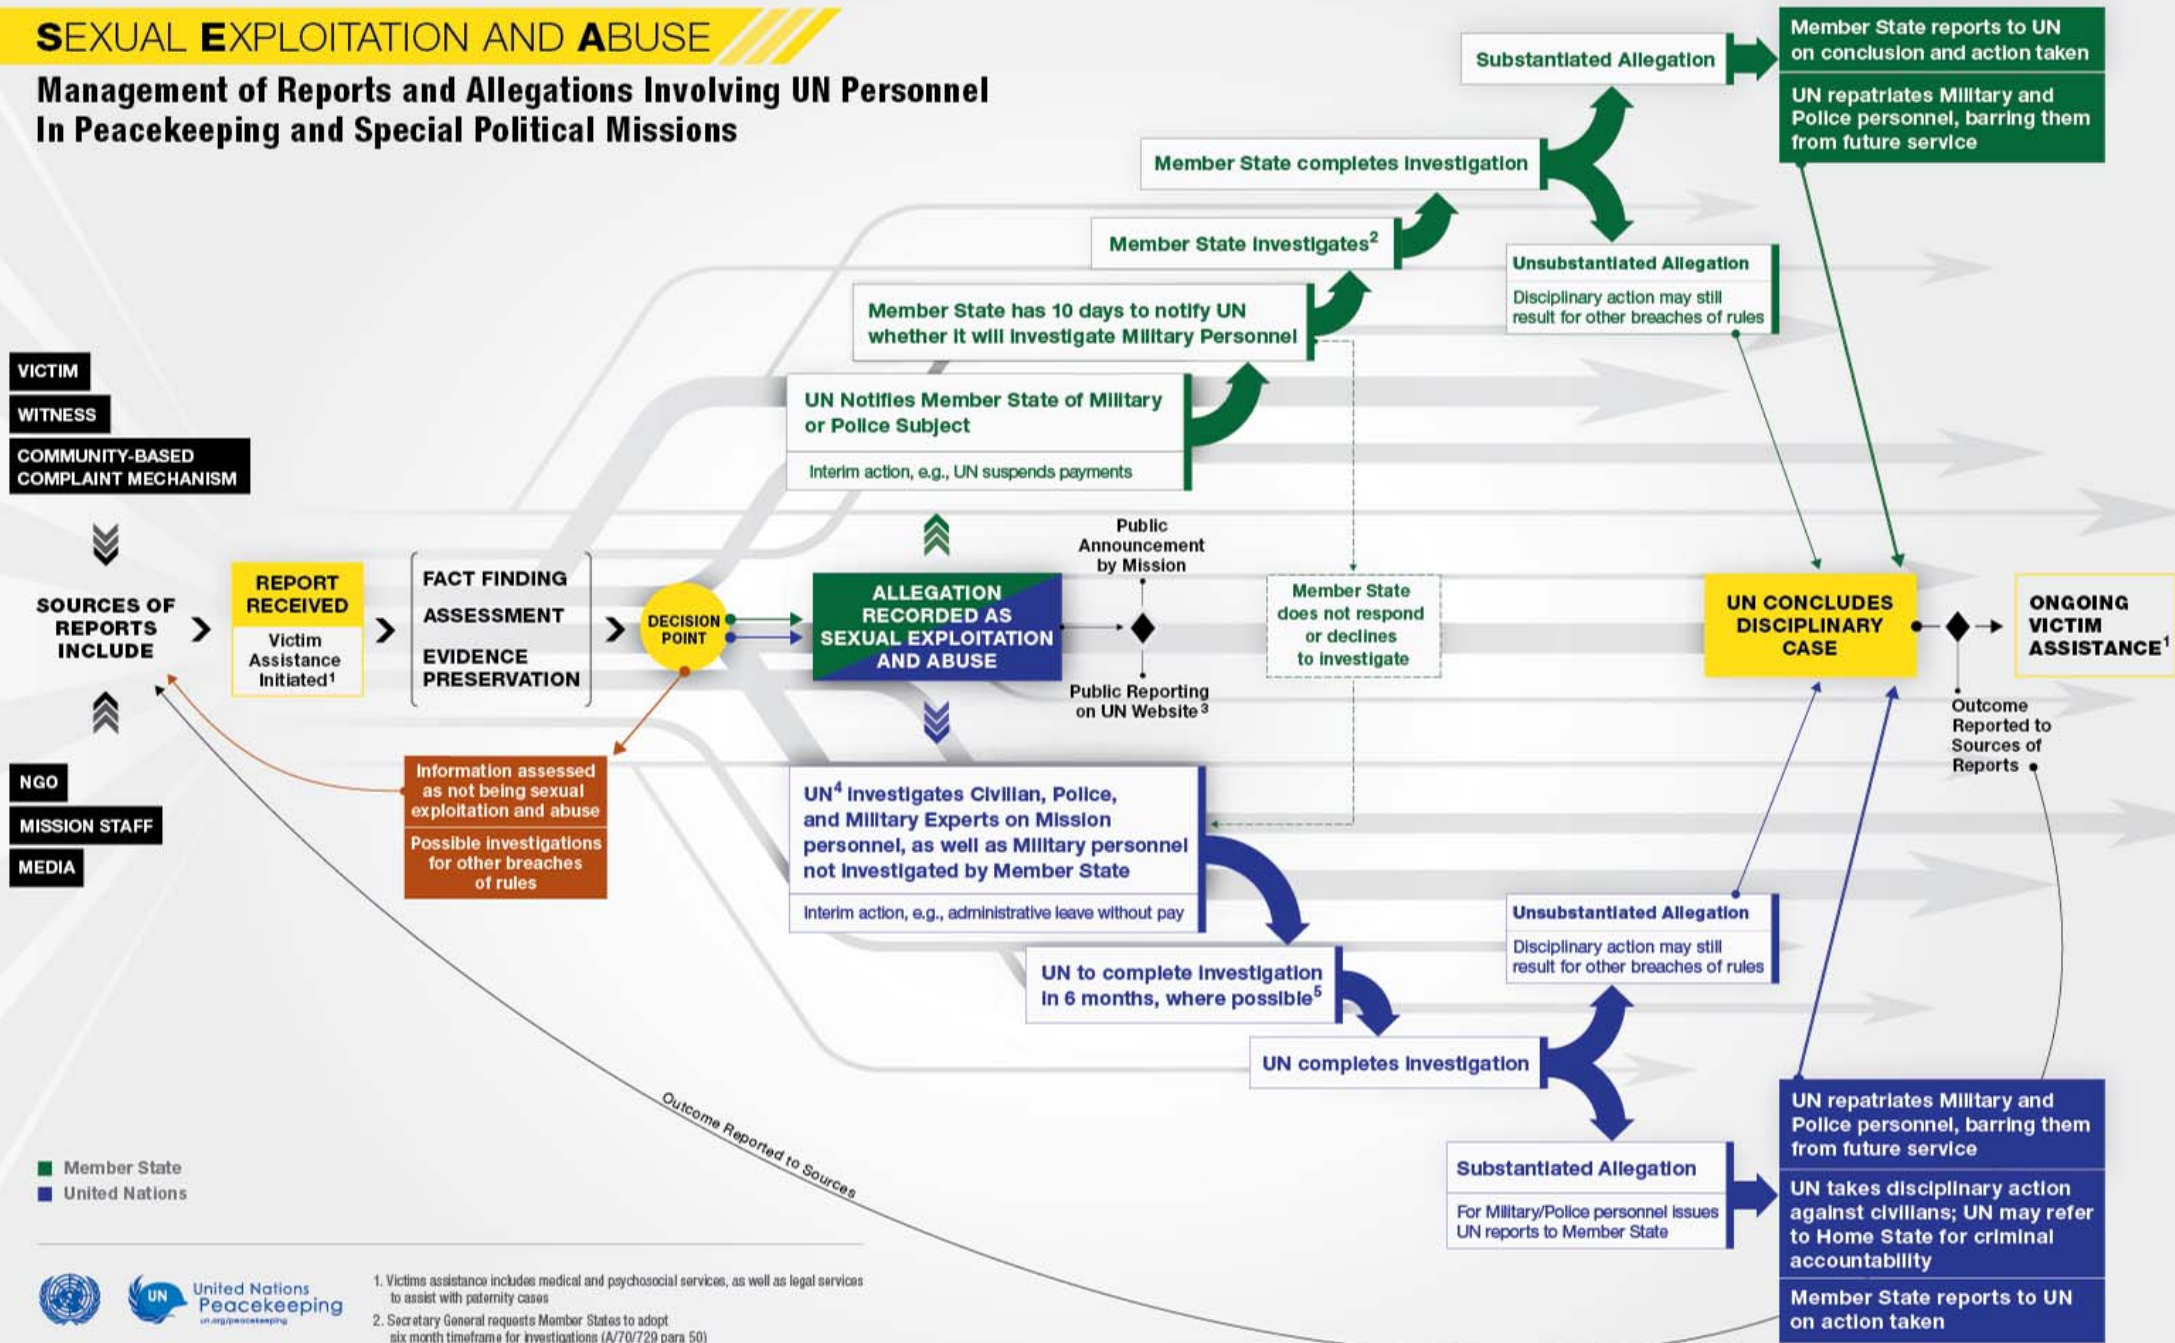 SEXUAL EXPLOITATION AND ABUSE
Management of Reports and Allegations Involving UN Personnel
In Peacekeeping and Special Political Missions
VICTIM
WITNESS
COMMUNITY-BASED
COMPLAINT MECHANISM
SOURCES OF
REPORTS
INCLUDE
NGO
MISSION STAFF
MEDIA
REPORT
RECEIVED
Victim
Assistance
Initiated¹
FACT FINDING
ASSESSMENT
EVIDENCE
PRESERVATION
DECISION
POINT
Information assessed
as not being sexual
exploitation and abuse
Possible investigations
for other breaches
of rules
ALLEGATION
RECORDED AS
SEXUAL EXPLOITATION
AND ABUSE
Public
Announcement
by Mission
Public Reporting
on UN Website³
UN Notifies Member State of Military
or Police Subject
Interim action, e.g., UN suspends payments
Member State has 10 days to notify UN
whether it will investigate Military Personnel
Member State investigates²
Member State completes investigation
Substantiated Allegation
Member State reports to UN
on conclusion and action taken
UN repatriates Military and
Police personnel, barring them
from future service
Unsubstantiated Allegation
Disciplinary action may still
result for other breaches of rules
Member State
does not respond
or declines
to investigate
UN⁴ investigates Civilian, Police,
and Military Experts on Mission
personnel, as well as Military personnel
not investigated by Member State
Interim action, e.g., administrative leave without pay
UN to complete investigation
in 6 months, where possible⁵
UN completes investigation
Unsubstantiated Allegation
Disciplinary action may still
result for other breaches of rules
Substantiated Allegation
For Military/Police personnel issues
UN reports to Member State
UN repatriates Military and
Police personnel, barring them
from future service
UN takes disciplinary action
against civilians; UN may refer
to Home State for criminal
accountability
Member State reports to UN
on action taken
UN CONCLUDES
DISCIPLINARY
CASE
Outcome
Reported to
Sources of
Reports
ONGOING
VICTIM
ASSISTANCE¹
Outcome Reported to Sources
Member State
United Nations
UN
United Nations
Peacekeeping
un.org/peacekeeping
1. Victims assistance includes medical and psychosocial services, as well as legal services
to assist with paternity cases
2. Secretary General requests Member States to adopt
six month timeframe for investigations (A/70/729 para 50)